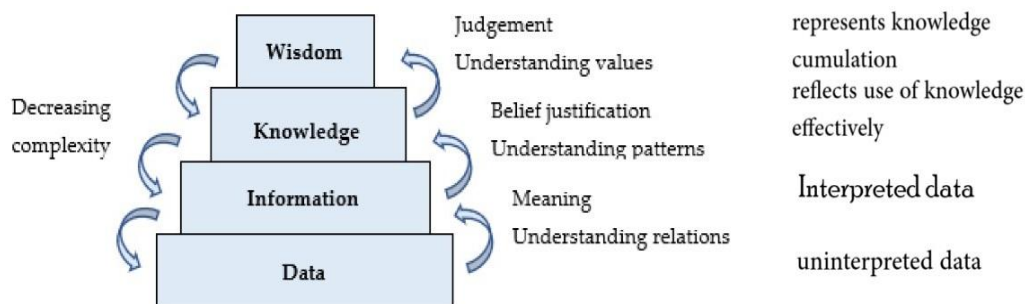 Wisdom
Knowledge
Information
Data
Decreasing
complexity
Judgement
Understanding values
Belief justification
Understanding patterns
Meaning
Understanding relations
represents knowledge
cumulation
reflects use of knowledge
effectively
Interpreted data
uninterpreted data